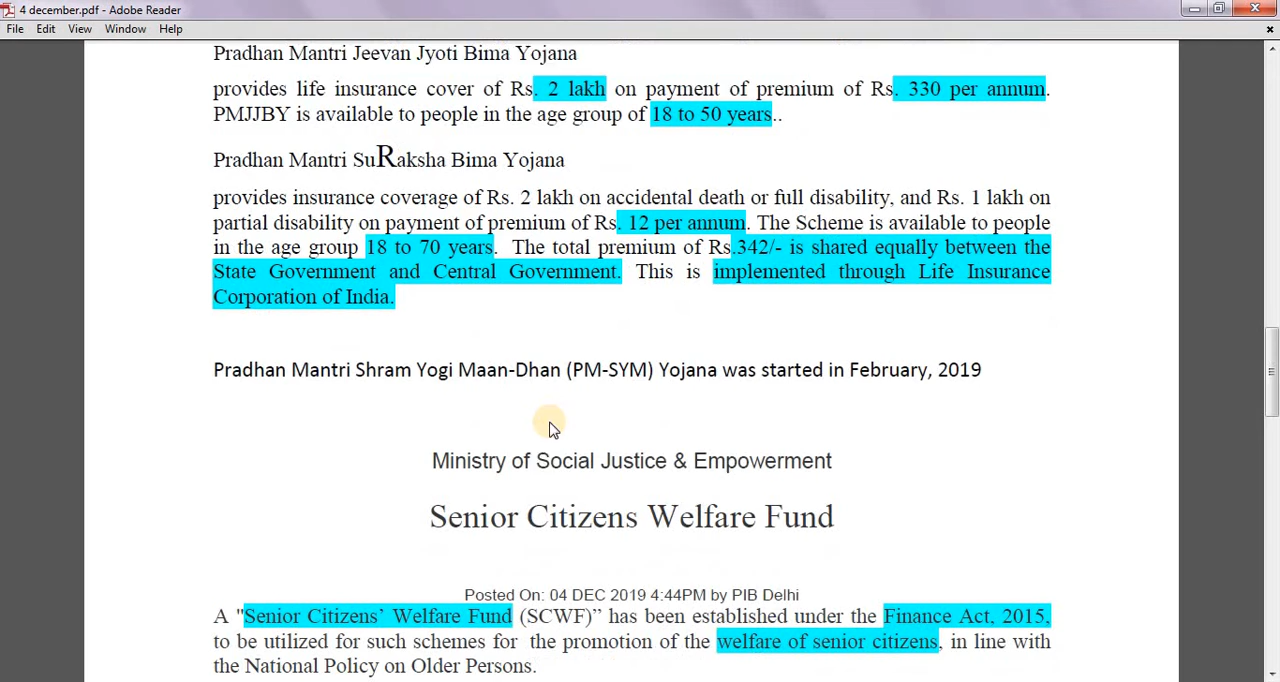 4 december.pdf - Adobe Reader
File Edit View Window Help
Pradhan Mantri Jeevan Jyoti Bima Yojana
provides life insurance cover of Rs. 2 lakh on payment of premium of Rs. 330 per annum.
PMJJBY is available to people in the age group of 18 to 50 years..
Pradhan Mantri SuRaksha Bima Yojana
provides insurance coverage of Rs. 2 lakh on accidental death or full disability, and Rs. 1 lakh on
partial disability on payment of premium of Rs. 12 per annum. The Scheme is available to people
in the age group 18 to 70 years. The total premium of Rs.342/- is shared equally between the
State Government and Central Government. This is implemented through Life Insurance
Corporation of India.
Pradhan Mantri Shram Yogi Maan-Dhan (PM-SYM) Yojana was started in February, 2019
Ministry of Social Justice & Empowerment
Senior Citizens Welfare Fund
Posted On: 04 DEC 2019 4:44PM by PIB Delhi
A "Senior Citizens’ Welfare Fund (SCWF)” has been established under the Finance Act, 2015,
to be utilized for such schemes for the promotion of the welfare of senior citizens, in line with
the National Policy on Older Persons.